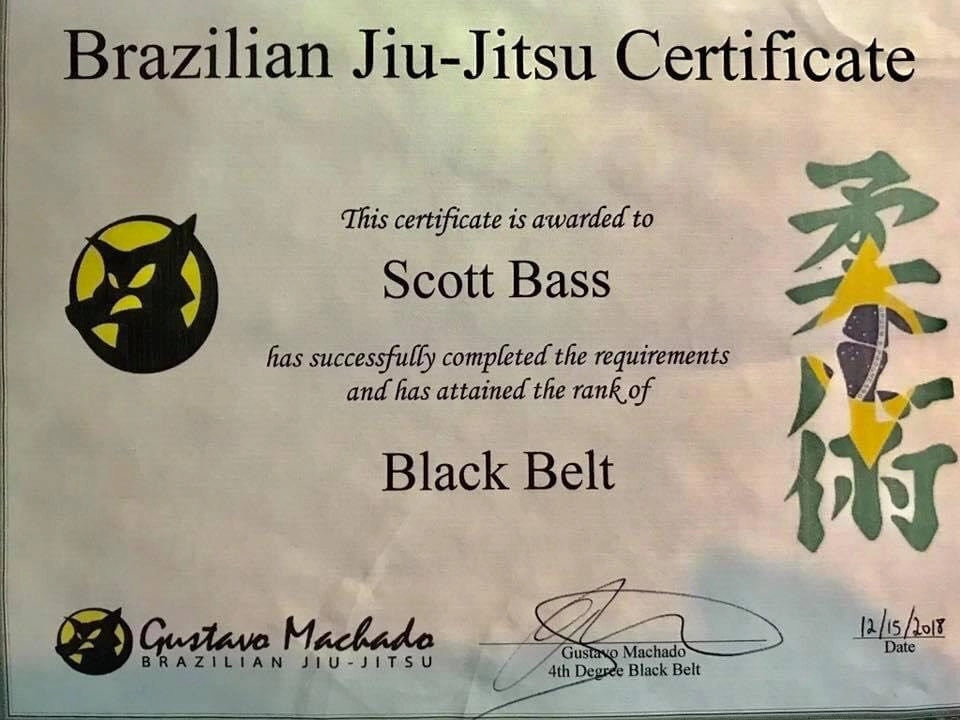 Brazilian Jiu-Jitsu Certificate
This certificate is awarded to
Scott Bass
has successfully completed the requirements
and has attained the rank of
Black Belt
柔術
Gustavo Machado
BRAZILIAN JIU-JITSU
Gustavo Machado
4th Degree Black Belt
12/15/2018
Date